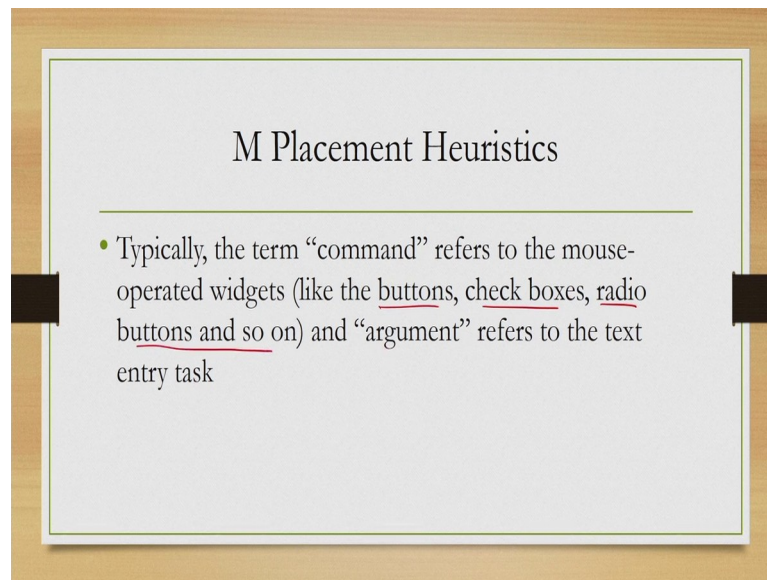 M Placement Heuristics
• Typically, the term “command” refers to the mouse-
operated widgets (like the buttons, check boxes, radio
buttons and so on) and “argument” refers to the text
entry task